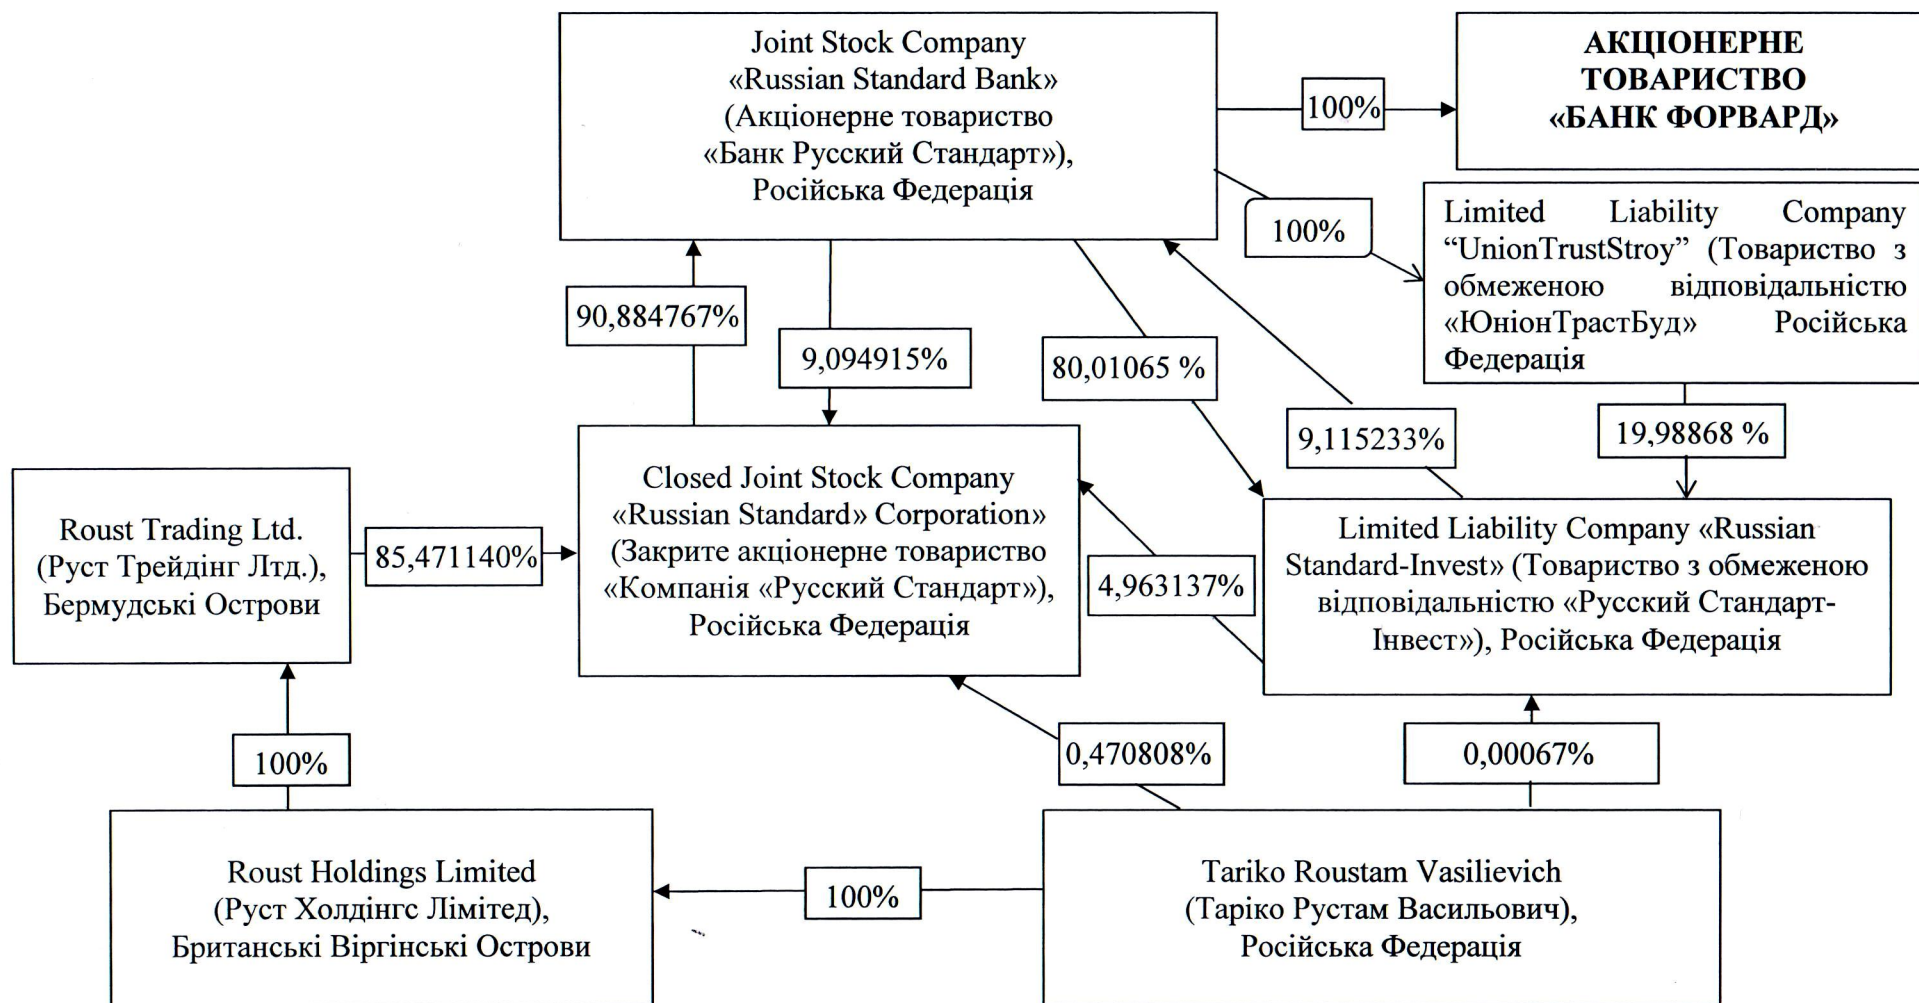 Joint Stock Company
«Russian Standard Bank»
(Акціонерне товариство
«Банк Русский Стандарт»),
Російська Федерація
100%
АКЦІОНЕРНЕ
ТОВАРИСТВО
«БАНК ФОРВАРД»
100%
Limited Liability Company
“UnionTrustStroy” (Товариство з
обмеженою відповідальністю
«ЮніонТрастБуд» Російська
Федерація
90,884767%
9,094915%
80,01065 %
9,115233%
19,98868 %
Roust Trading Ltd.
(Руст Трейдінг Лтд.),
Бермудські Острови
85,471140%
Closed Joint Stock Company
«Russian Standard» Corporation»
(Закрите акціонерне товариство
«Компанія «Русский Стандарт»),
Російська Федерація
4,963137%
Limited Liability Company «Russian
Standard-Invest» (Товариство з обмеженою
відповідальністю «Русский Стандарт-
Інвест»), Російська Федерація
100%
0,470808%
0,00067%
Roust Holdings Limited
(Руст Холдінгс Лімітед),
Британські Віргінські Острови
100%
Tariko Roustam Vasilievich
(Таріко Рустам Васильович),
Російська Федерація